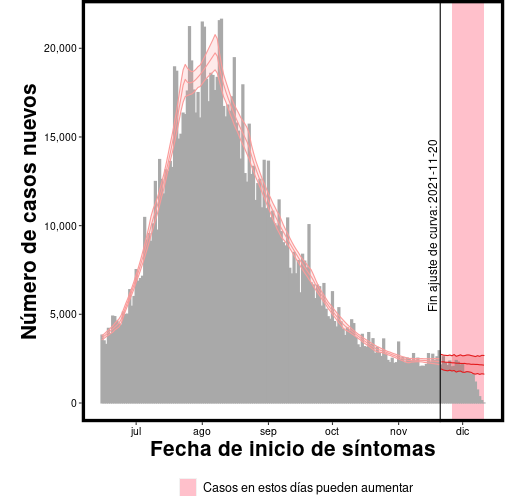 Número de casos nuevos
20,000
15,000
10,000
5,000
0
Fin ajuste de curva: 2021-11-20
jul ago sep oct nov dic
Fecha de inicio de síntomas
Casos en estos días pueden aumentar